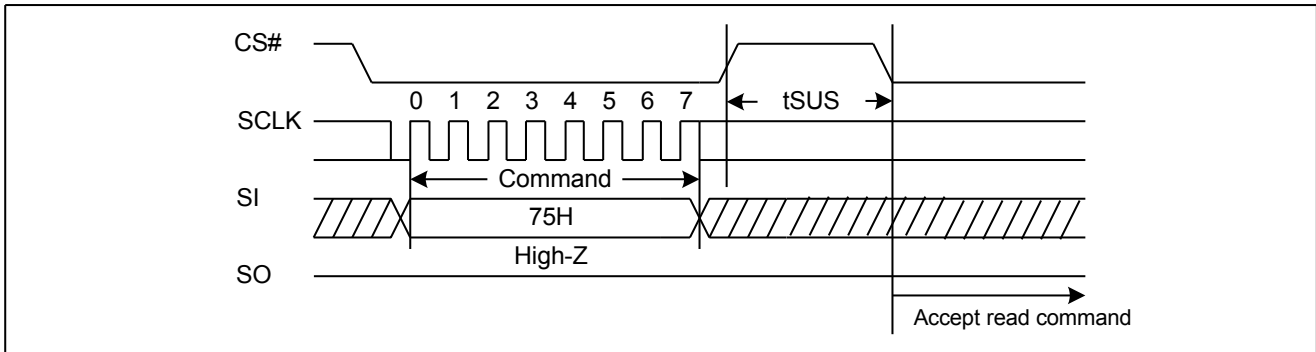 CS#
0 1 2 3 4 5 6 7
tSUS
SCLK
Command
SI
75H
High-Z
SO
Accept read command